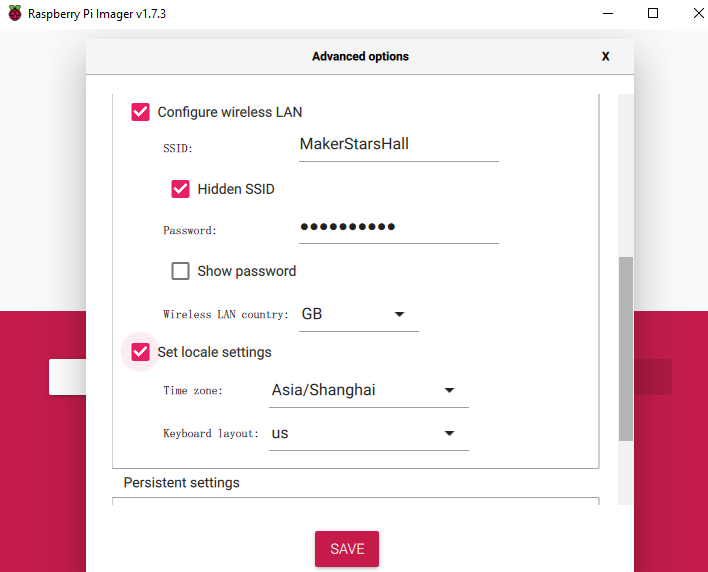 Raspberry Pi Imager v1.7.3
Advanced options
X
Configure wireless LAN
SSID: MakerStarsHall
Hidden SSID
Password: ••••••••••
Show password
Wireless LAN country: GB
Set locale settings
Time zone: Asia/Shanghai
Keyboard layout: us
Persistent settings
SAVE